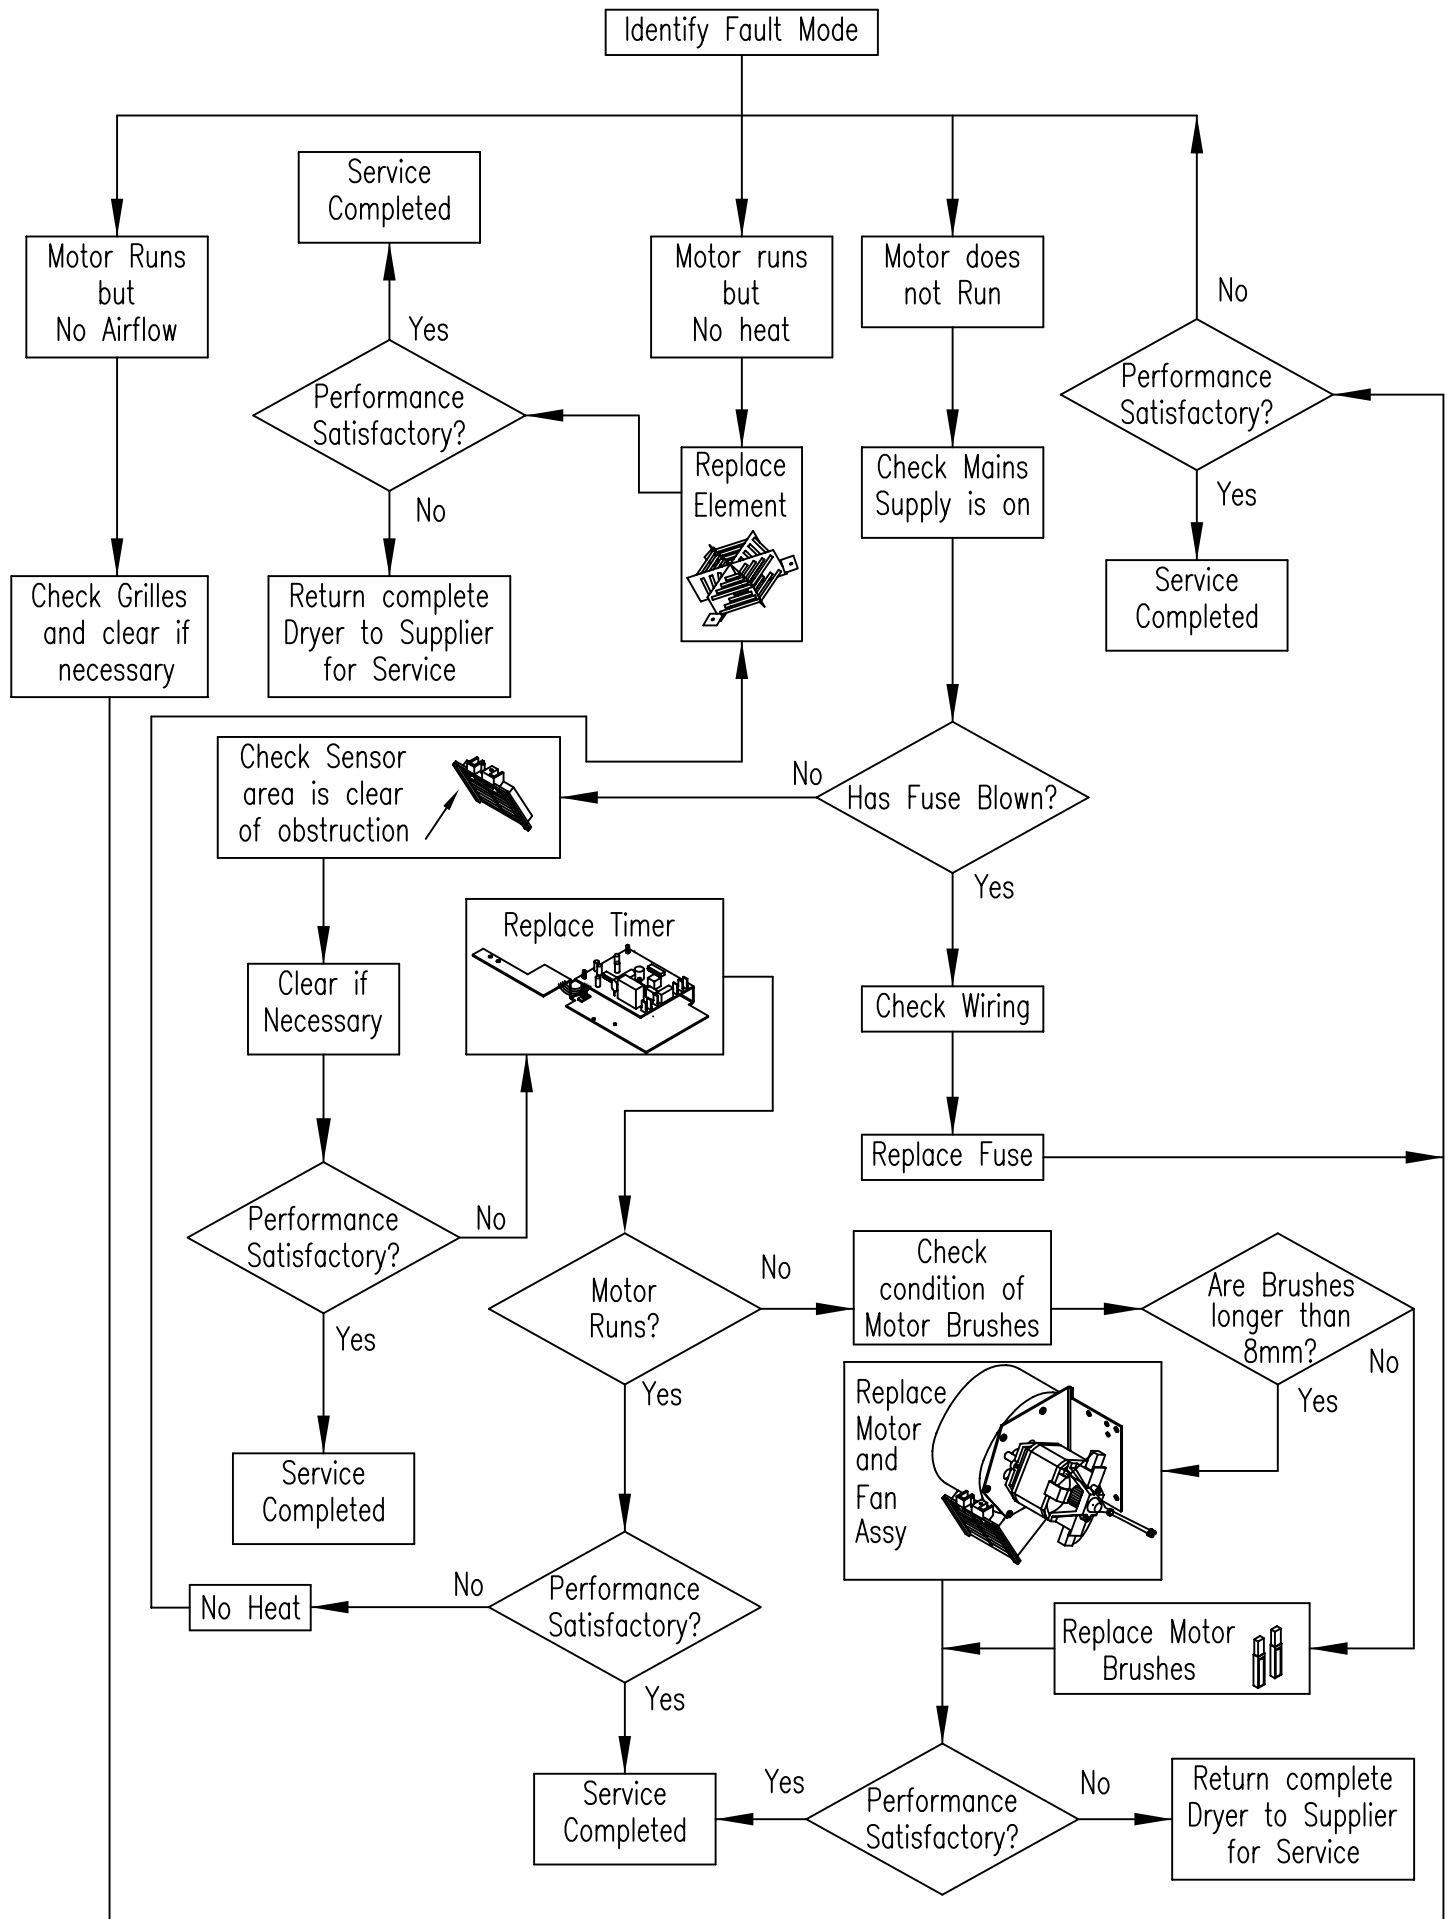 Identify Fault Mode
Service
Completed
Motor Runs
but
No Airflow
Motor runs
but
No heat
Motor does
not Run
No
Yes
Performance
Satisfactory?
Performance
Satisfactory?
No
Replace
Element
Check Mains
Supply is on
Yes
Check Grilles
and clear if
necessary
Return complete
Dryer to Supplier
for Service
Service
Completed
Check Sensor
area is clear
of obstruction
No
Has Fuse Blown?
Yes
Replace Timer
Clear if
Necessary
Check Wiring
Replace Fuse
Performance
Satisfactory?
No
Yes
Motor
Runs?
No
Check
condition of
Motor Brushes
Are Brushes
longer than
8mm?
No
Yes
Yes
Replace
Motor
and
Fan
Assy
Service
Completed
No Heat
No
Performance
Satisfactory?
Yes
Replace Motor
Brushes
Service
Completed
Yes
Performance
Satisfactory?
No
Return complete
Dryer to Supplier
for Service